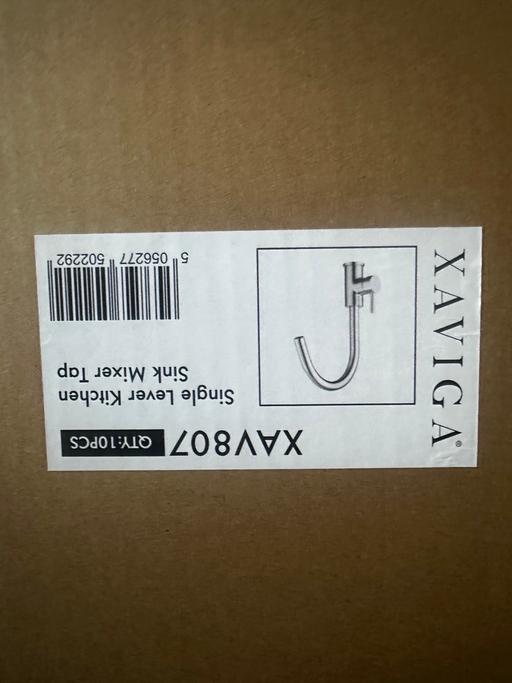 XAVIGA®
XAV807 QTY:10PCS
Single Lever Kitchen
Sink Mixer Tap
5 056277 502292